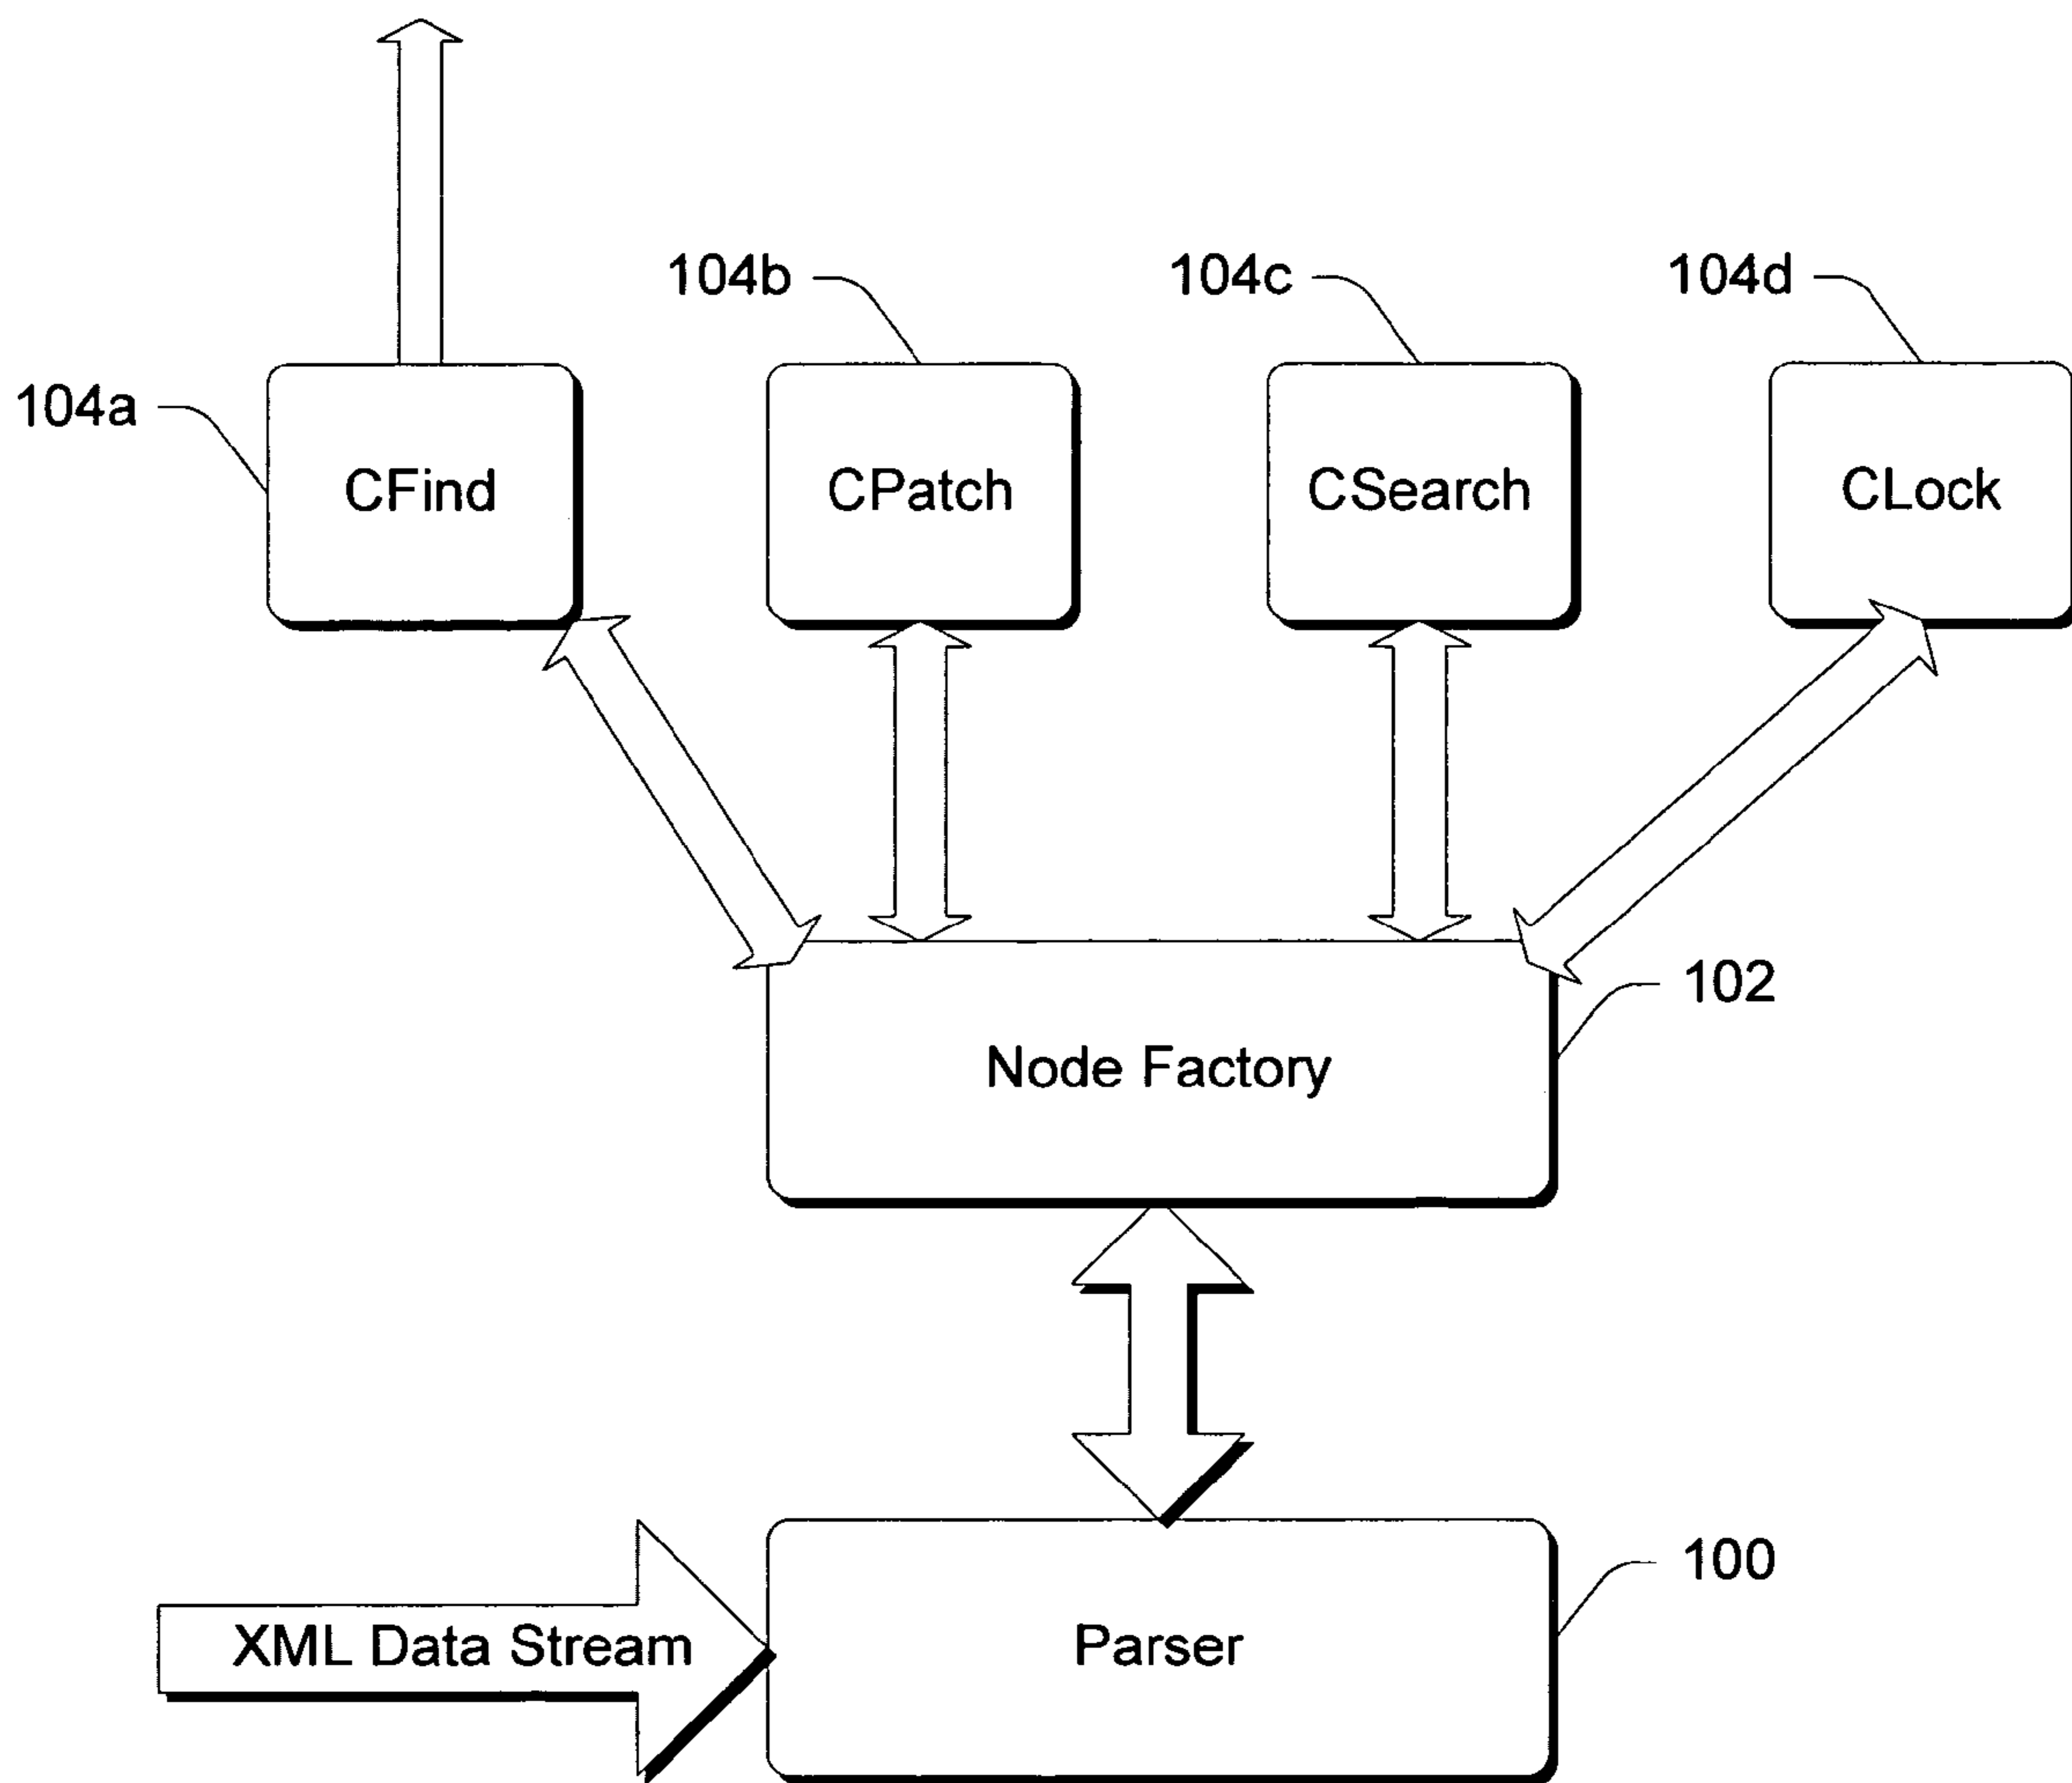 104b
104c
104d
104a
CFind
CPatch
CSearch
CLock
102
Node Factory
100
XML Data Stream
Parser